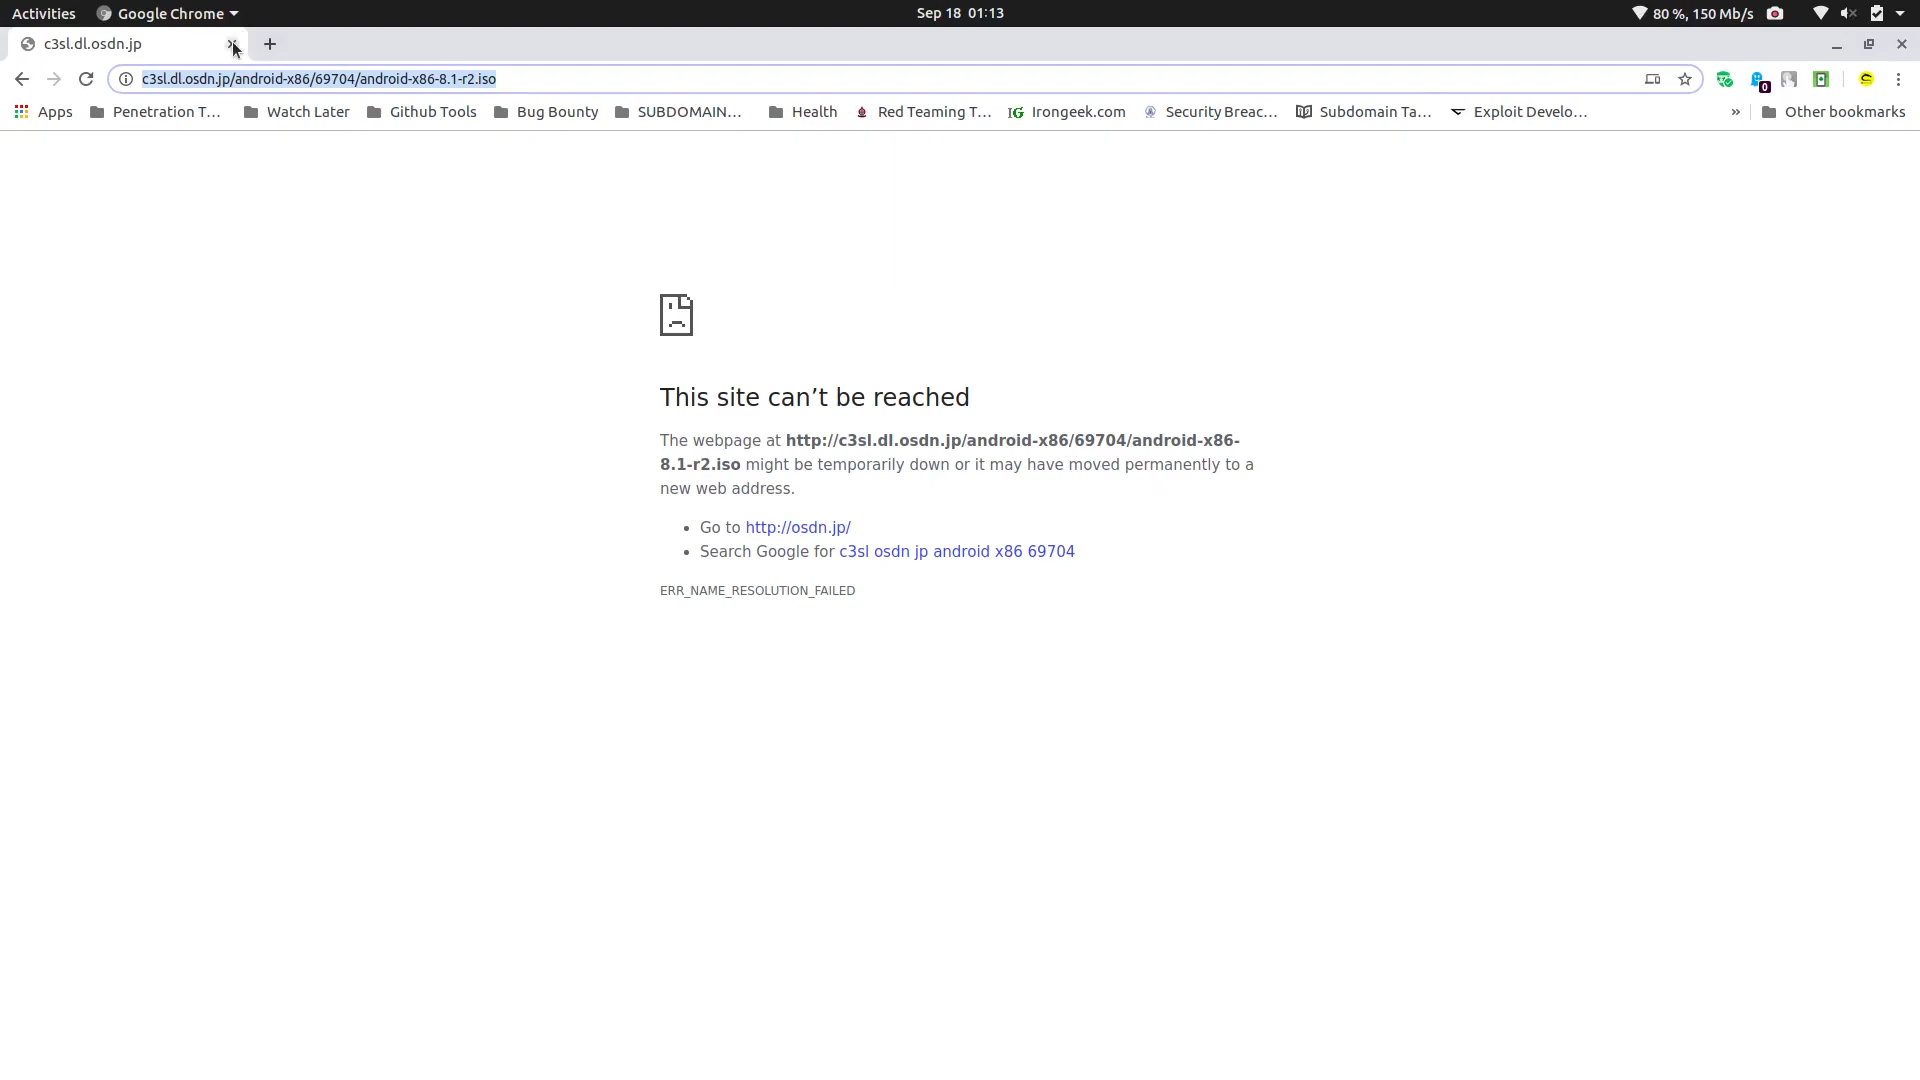 Activities Google Chrome Sep 18 01:13 80 %, 150 Mb/s
c3sl.dl.osdn.jp
c3sl.dl.osdn.jp/android-x86/69704/android-x86-8.1-r2.iso 0
Apps Penetration T… Watch Later Github Tools Bug Bounty SUBDOMAIN… Health Red Teaming T… IG Irongeek.com Security Breac… Subdomain Ta… Exploit Develo… » Other bookmarks
This site can’t be reached
The webpage at http://c3sl.dl.osdn.jp/android-x86/69704/android-x86-
8.1-r2.iso might be temporarily down or it may have moved permanently to a
new web address.
• Go to http://osdn.jp/
• Search Google for c3sl osdn jp android x86 69704
ERR_NAME_RESOLUTION_FAILED